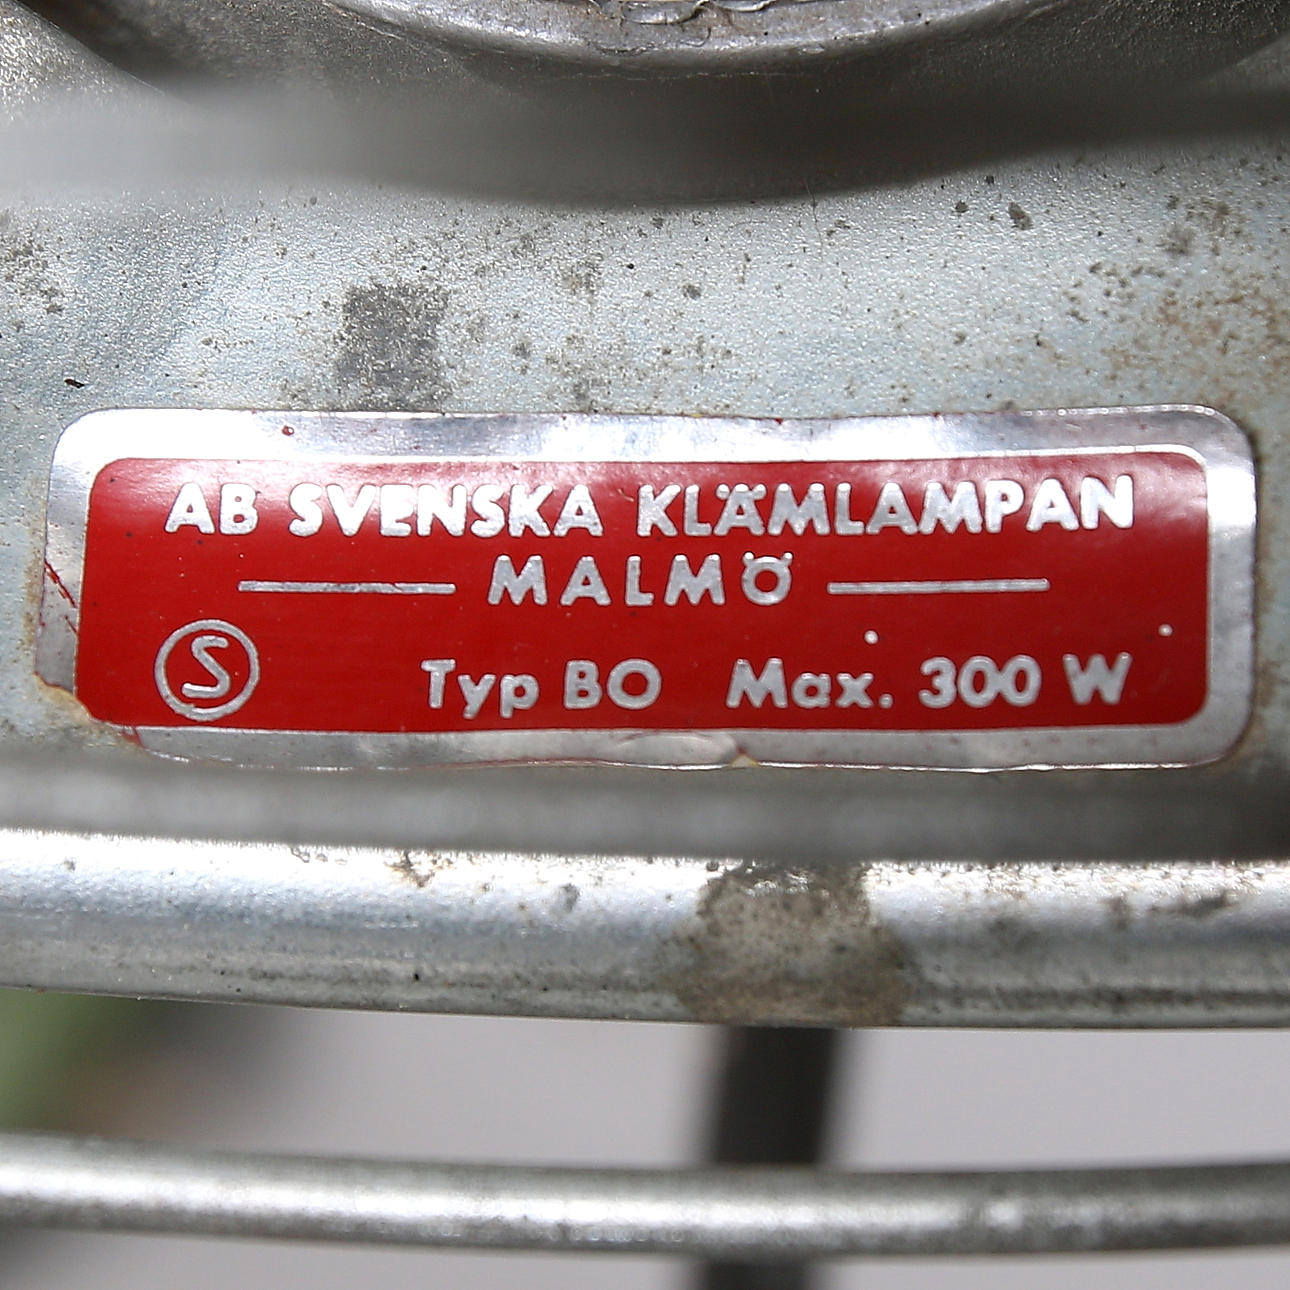 AB SVENSKA KLÄMLAMPAN
MALMÖ
S Typ BO Max. 300 W